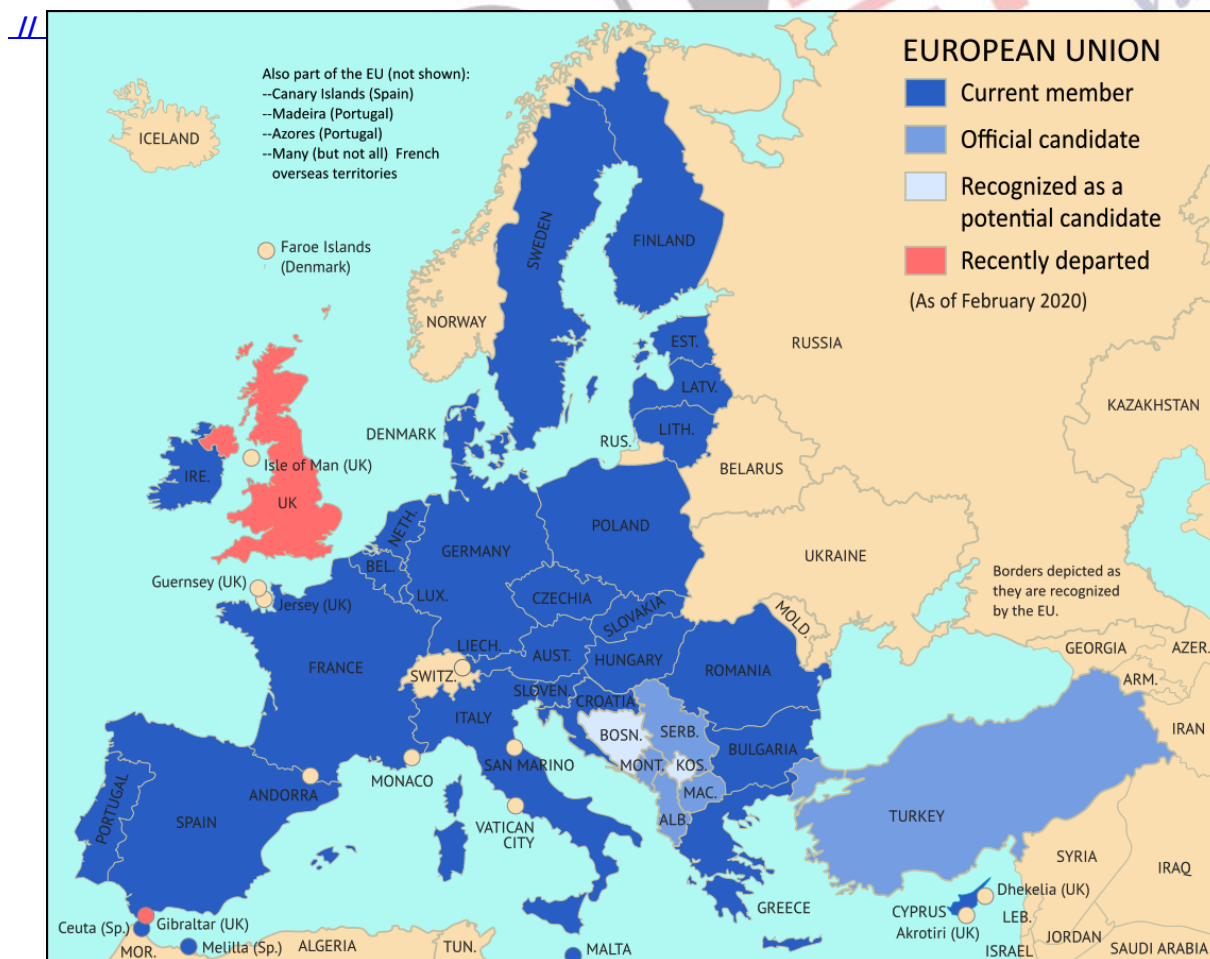 //
EUROPEAN UNION
Current member
Official candidate
Recognized as a
potential candidate
Recently departed
(As of February 2020)
Also part of the EU (not shown):
--Canary Islands (Spain)
--Madeira (Portugal)
--Azores (Portugal)
--Many (but not all) French
overseas territories
ICELAND
Faroe Islands
(Denmark)
SWEDEN
FINLAND
NORWAY
RUSSIA
EST.
LATV.
LITH.
KAZAKHSTAN
DENMARK
RUS.
BELARUS
Isle of Man (UK)
IRE.
UK
NETH.
POLAND
GERMANY
UKRAINE
BEL.
Guernsey (UK)
Jersey (UK)
LUX.
CZECHIA
SLOVAKIA
MOLD.
Borders depicted as
they are recognized
by the EU.
LIECH.
AUST.
HUNGARY
GEORGIA
AZER.
FRANCE
SWITZ.
ROMANIA
ARM.
SLOVEN.
CROATIA
ITALY
BOSN.
SERB.
BULGARIA
IRAN
SAN MARINO
MONT.
KOS.
MONACO
ANDORRA
MAC.
PORTUGAL
SPAIN
ALB.
TURKEY
VATICAN
CITY
SYRIA
IRAQ
Dhekelia (UK)
GREECE
CYPRUS
Akrotiri (UK)
LEB.
Ceuta (Sp.)
Gibraltar (UK)
JORDAN
MOR.
Melilla (Sp.)
ALGERIA
TUN.
MALTA
ISRAEL
SAUDI ARABIA